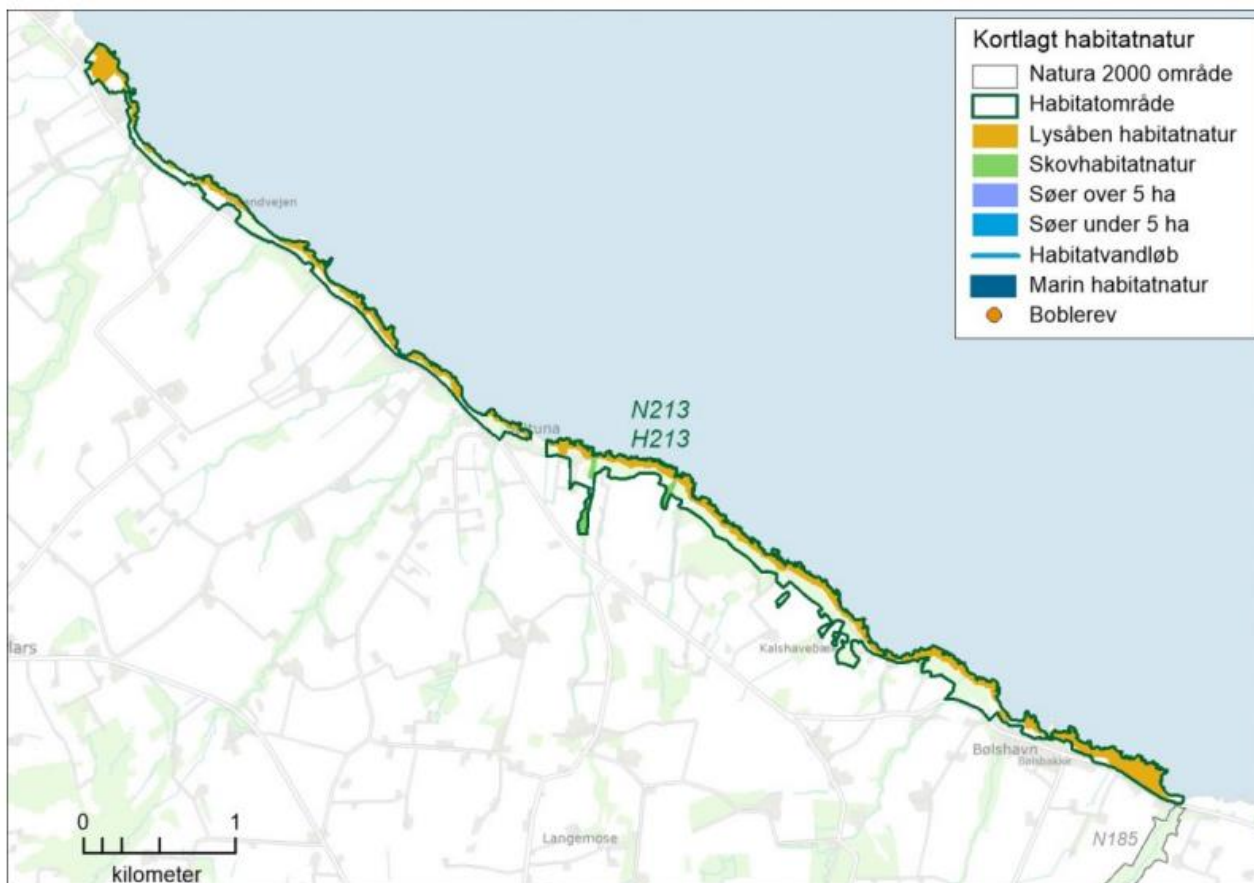 Kortlagt habitatnatur
Natura 2000 område
Habitatområde
Lysåben habitatnatur
Skovhabitatnatur
Søer over 5 ha
Søer under 5 ha
Habitatvandløb
Marin habitatnatur
Boblerev
N213
H213
Bølshavn
Bølsbakke
Langemose
N185
0 1
kilometer